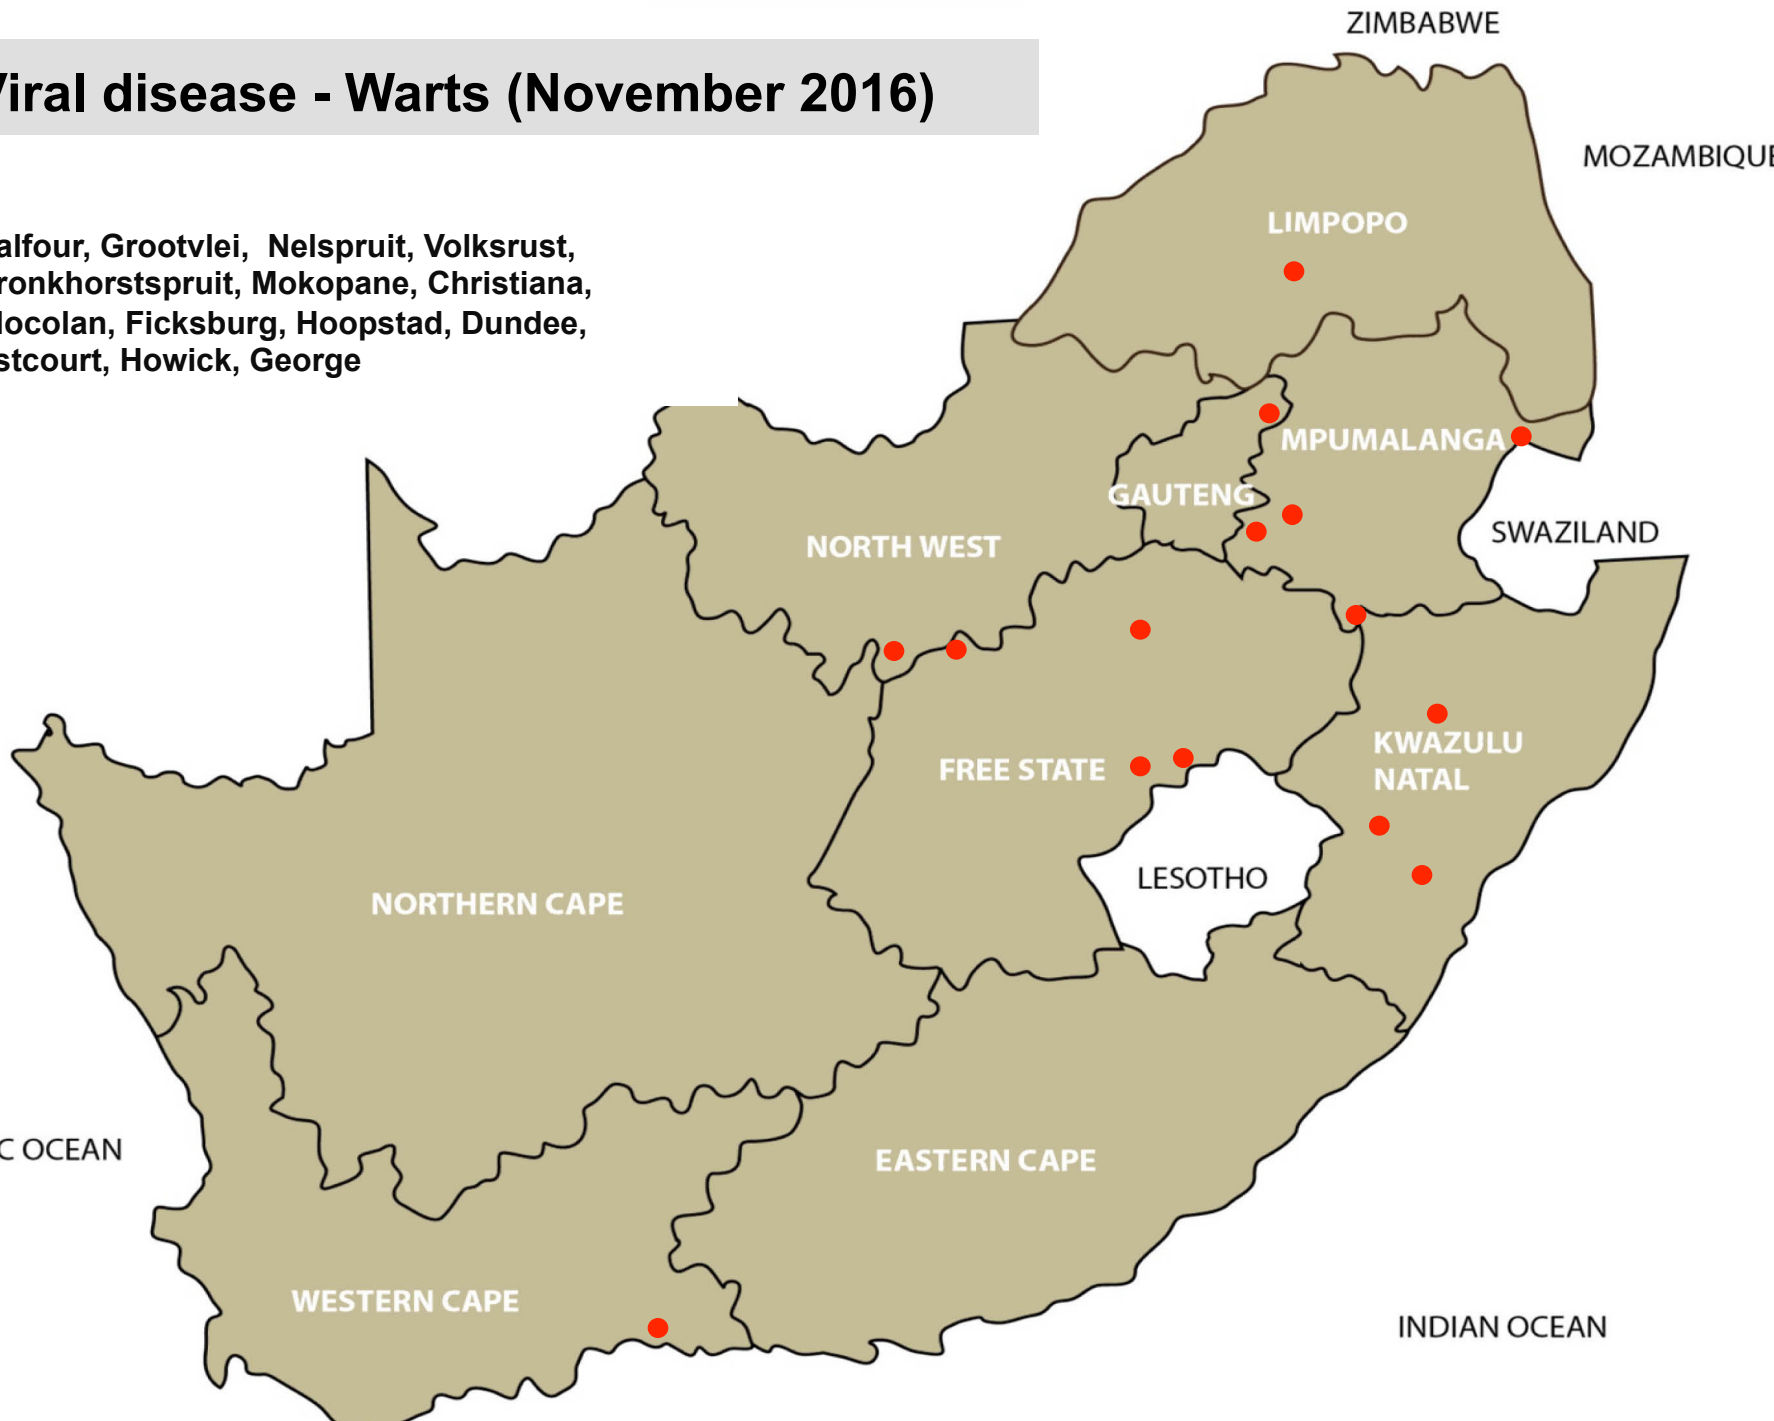 ZIMBABWE
Viral disease - Warts (November 2016)
MOZAMBIQUE
alfour, Grootvlei, Nelspruit, Volksrust,
ronkhorstspruit, Mokopane, Christiana,
locolan, Ficksburg, Hoopstad, Dundee,
stcourt, Howick, George
LIMPOPO
MPUMALANGA
GAUTENG
SWAZILAND
NORTH WEST
KWAZULU
NATAL
FREE STATE
LESOTHO
NORTHERN CAPE
C OCEAN
EASTERN CAPE
WESTERN CAPE
INDIAN OCEAN